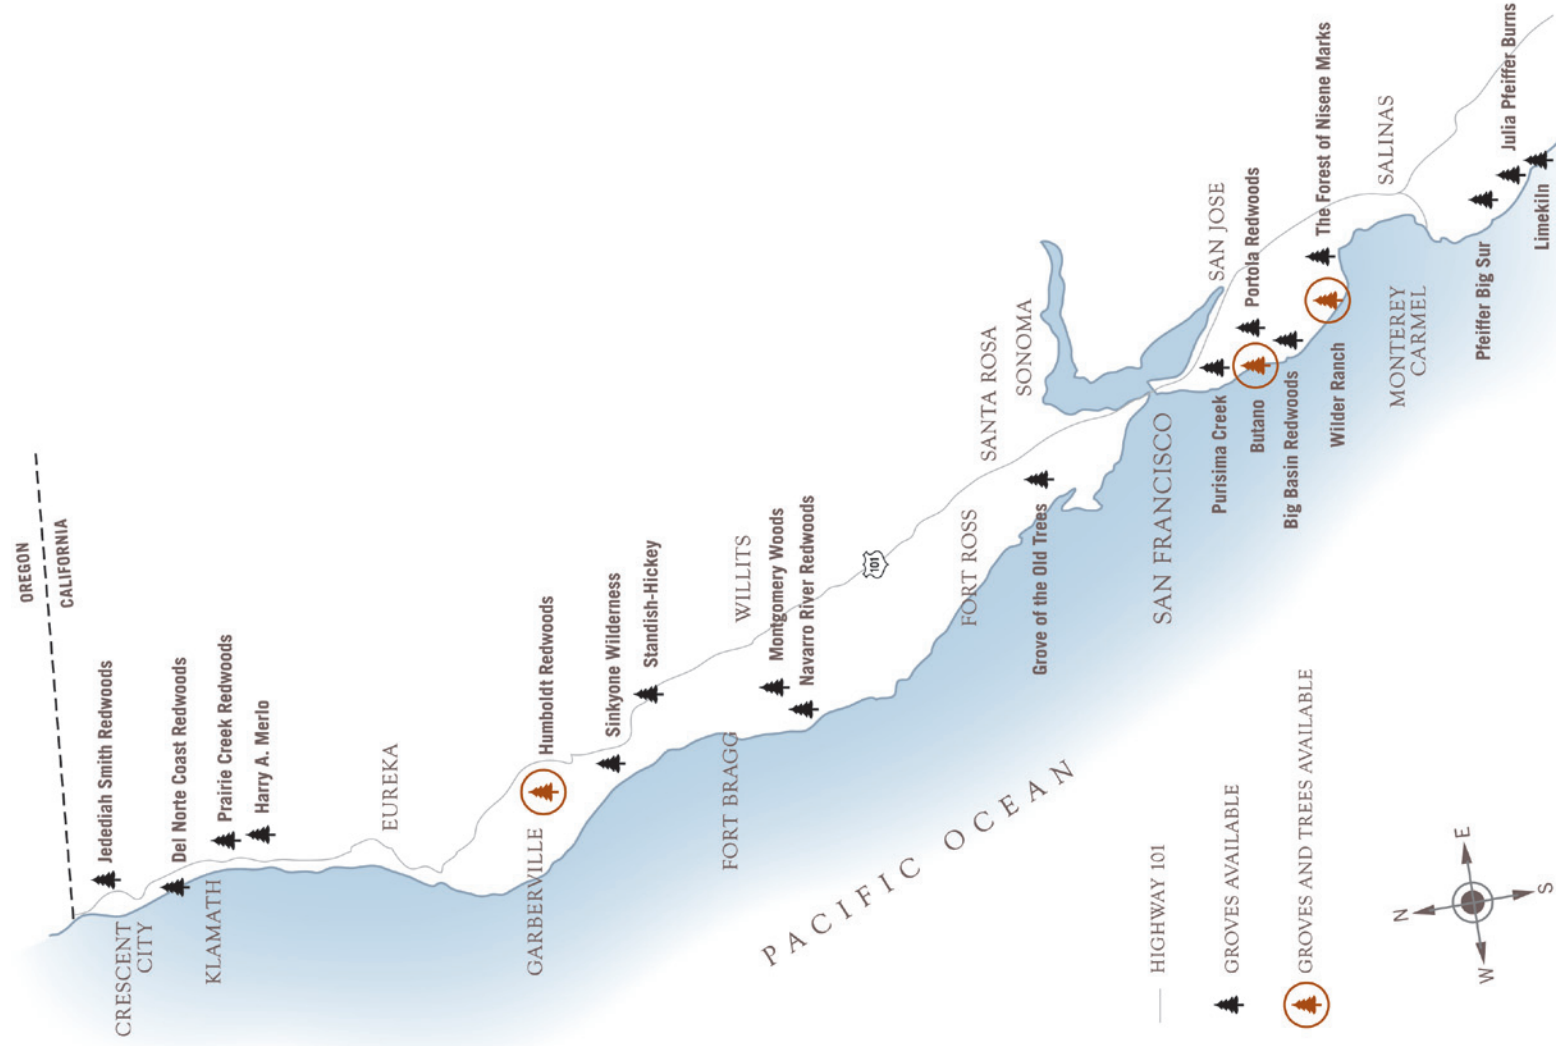 OREGON
CALIFORNIA
Jedediah Smith Redwoods
CRESCENT
CITY
Del Norte Coast Redwoods
KLAMATH
Prairie Creek Redwoods
Harry A. Merlo
EUREKA
Humboldt Redwoods
GARBERVILLE
Sinkyone Wilderness
Standish-Hickey
WILLITS
FORT BRAGG
Montgomery Woods
Navarro River Redwoods
101
FORT ROSS
SANTA ROSA
SONOMA
Grove of the Old Trees
SAN FRANCISCO
SAN JOSE
Purisima Creek
Portola Redwoods
Butano
Big Basin Redwoods
The Forest of Nisene Marks
Wilder Ranch
SALINAS
MONTEREY
CARMEL
Pfeiffer Big Sur
Julia Pfeiffer Burns
Limekiln
PACIFIC OCEAN
HIGHWAY 101
GROVES AVAILABLE
GROVES AND TREES AVAILABLE
N
E
W
S